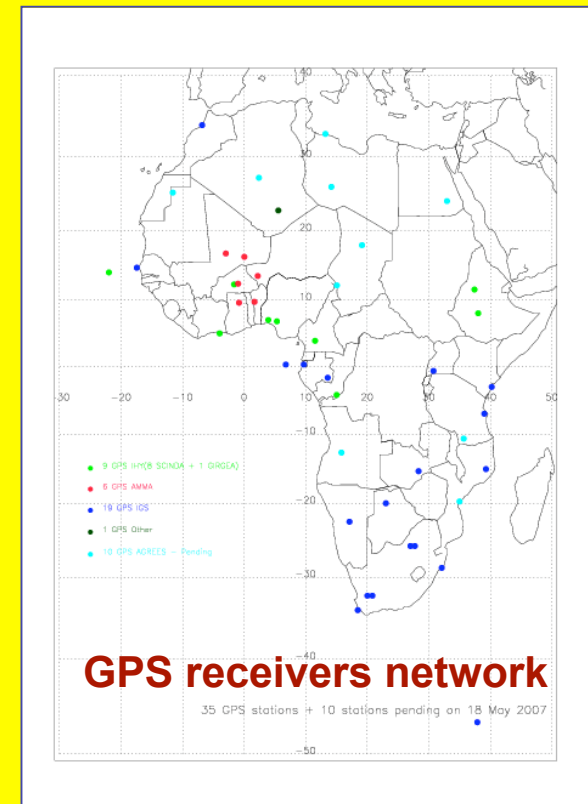 40
30
20
10
-30 -20 -10 0 10 20 30 40 50
-10
9 GPS IHY(8 SCINDA + 1 GIRGEA)
6 GPS AMMA
-20
19 GPS IGS
1 GPS Other
10 GPS AGREES - Pending
-30
-40
GPS receivers network
35 GPS stations + 10 stations pending on 18 May 2007
-50